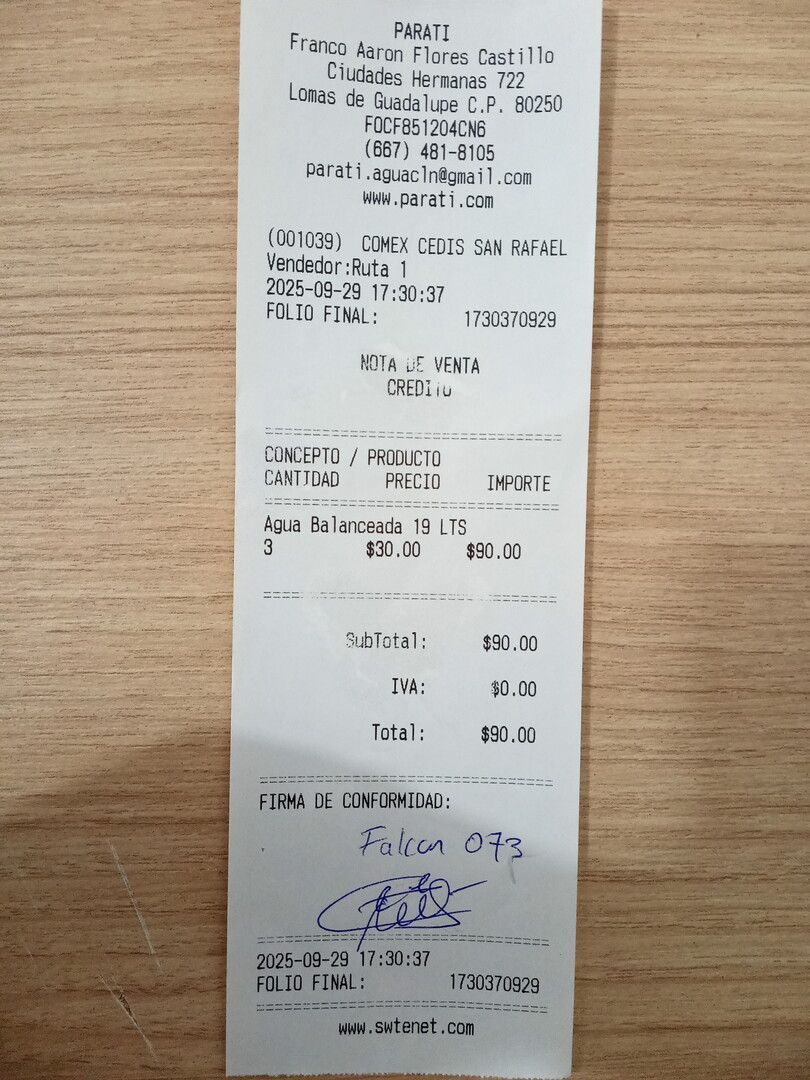 PARATI
Franco Aaron Flores Castillo
Ciudades Hermanas 722
Lomas de Guadalupe C.P. 80250
FOCF851204CN6
(667) 481-8105
parati.aguacln@gmail.com
www.parati.com
(001039) COMEX CEDIS SAN RAFAEL
Vendedor:Ruta 1
2025-09-29 17:30:37
FOLIO FINAL: 1730370929
NOTA DE VENTA
CREDITO
CONCEPTO / PRODUCTO
CANTIDAD PRECIO IMPORTE
Agua Balanceada 19 LTS
3 $30.00 $90.00
SubTotal: $90.00
IVA: $0.00
Total: $90.00
FIRMA DE CONFORMIDAD:
Falcon 073
2025-09-29 17:30:37
FOLIO FINAL: 1730370929
www.swtenet.com